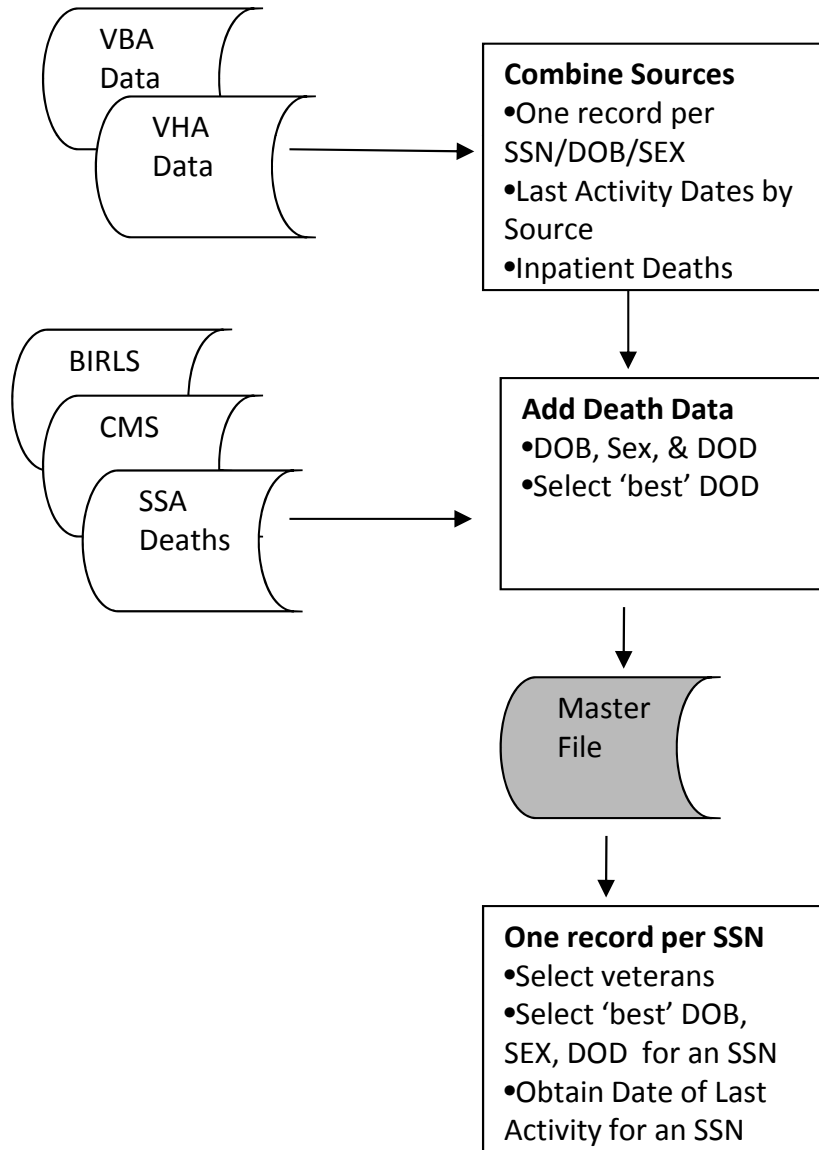 VBA
Data
VHA
Data
Combine Sources
•One record per
SSN/DOB/SEX
•Last Activity Dates by
Source
•Inpatient Deaths
BIRLS
CMS
SSA
Deaths
Add Death Data
•DOB, Sex, & DOD
•Select ‘best’ DOD
Master
File
One record per SSN
•Select veterans
•Select ‘best’ DOB,
SEX, DOD  for an SSN
•Obtain Date of Last
Activity for an SSN